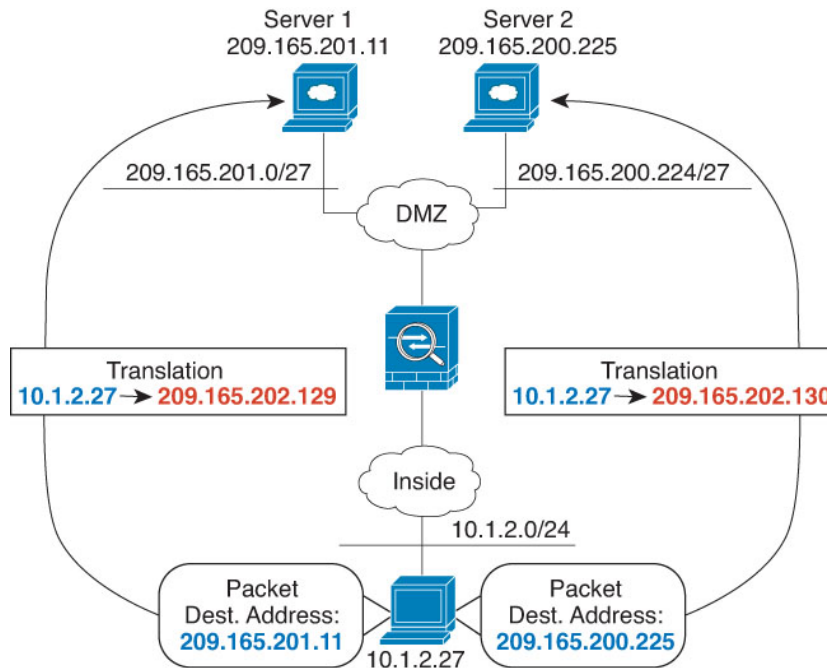 Server 1
209.165.201.11
Server 2
209.165.200.225
209.165.201.0/27
209.165.200.224/27
DMZ
Translation
10.1.2.27 → 209.165.202.129
Translation
10.1.2.27 → 209.165.202.130
Inside
10.1.2.0/24
Packet
Dest. Address:
209.165.201.11
Packet
Dest. Address:
209.165.200.225
10.1.2.27